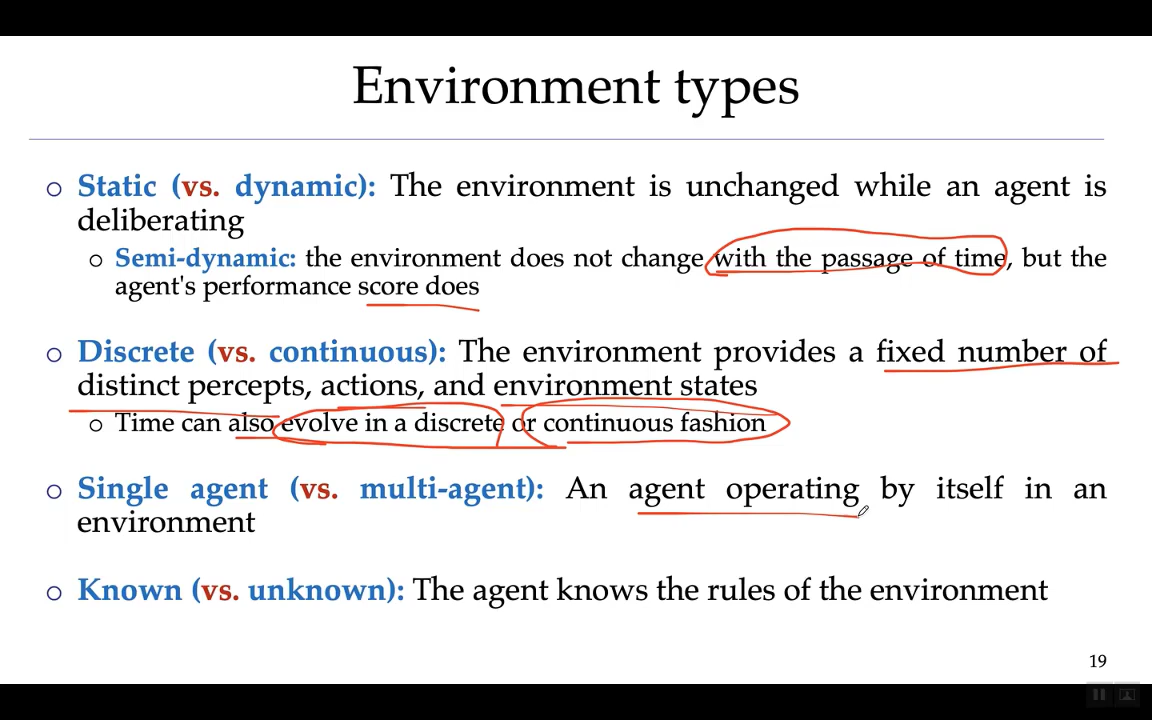 Environment types
○ Static (vs. dynamic): The environment is unchanged while an agent is
deliberating
○ Semi-dynamic: the environment does not change with the passage of time, but the
agent's performance score does
○ Discrete (vs. continuous): The environment provides a fixed number of
distinct percepts, actions, and environment states
○ Time can also evolve in a discrete or continuous fashion
○ Single agent (vs. multi-agent): An agent operating by itself in an
environment
○ Known (vs. unknown): The agent knows the rules of the environment
19